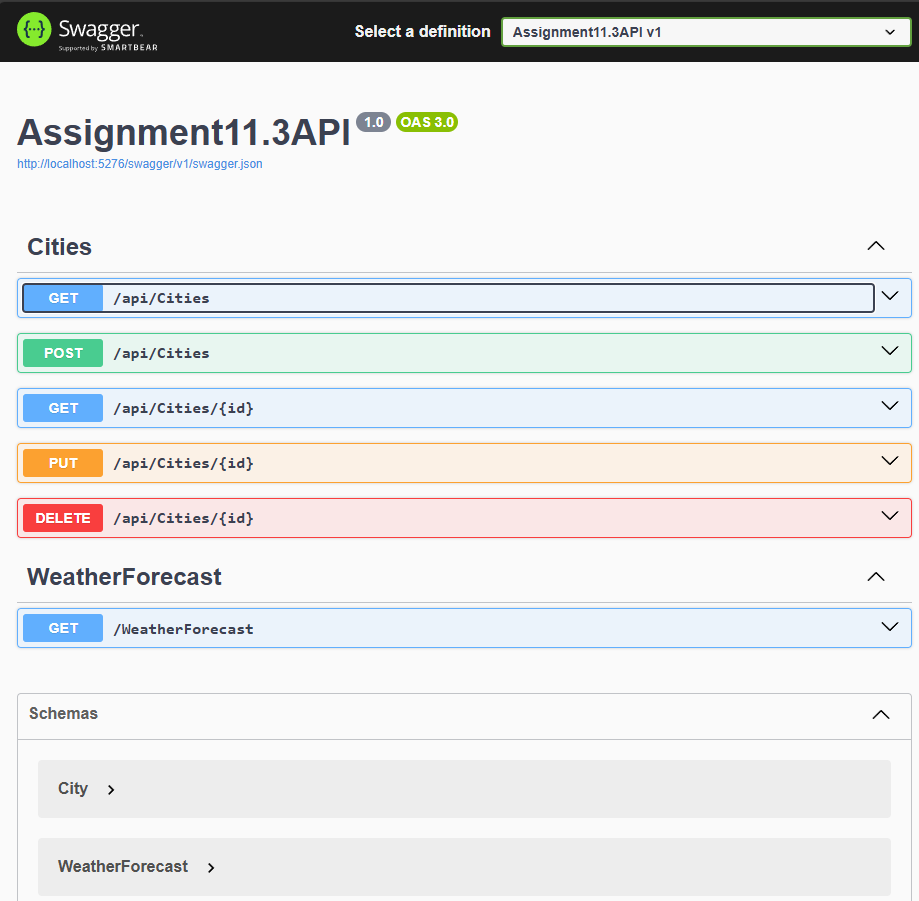 {··} Swagger™
Supported by SMARTBEAR
Select a definition
Assignment11.3API v1
Assignment11.3API 1.0 OAS 3.0
http://localhost:5276/swagger/v1/swagger.json
Cities
GET /api/Cities
POST /api/Cities
GET /api/Cities/{id}
PUT /api/Cities/{id}
DELETE /api/Cities/{id}
WeatherForecast
GET /WeatherForecast
Schemas
City
WeatherForecast